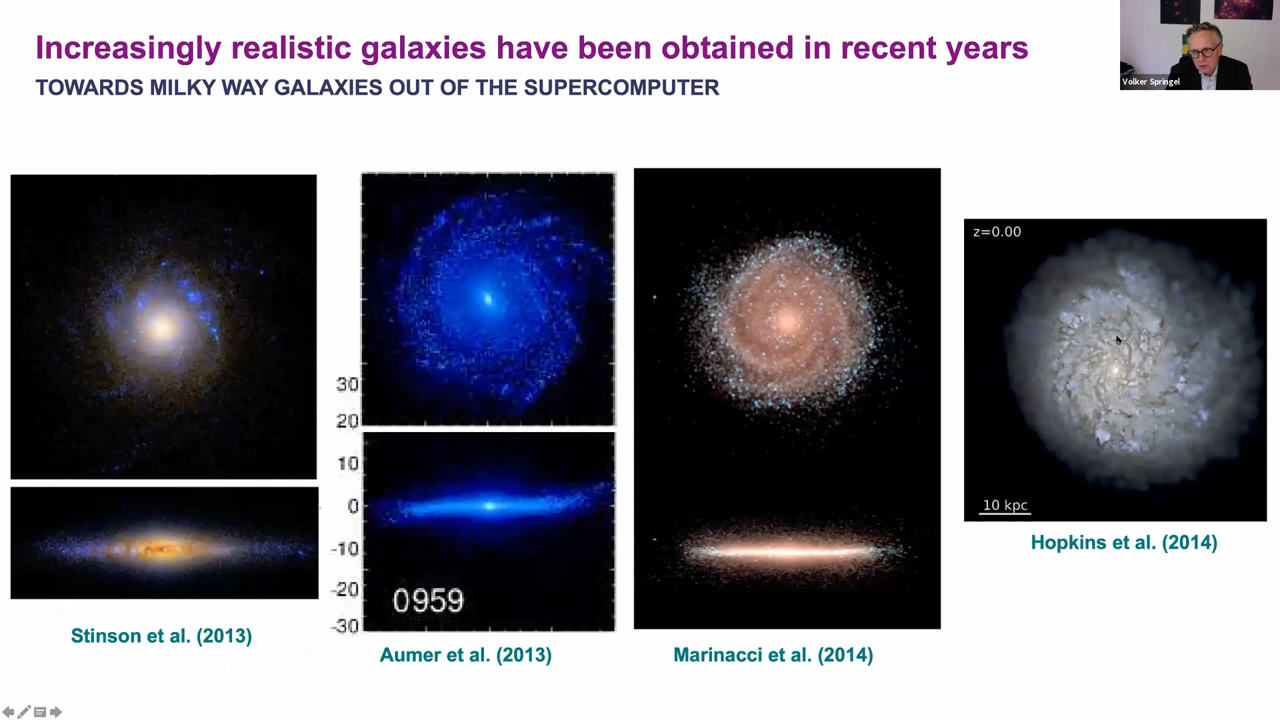 Increasingly realistic galaxies have been obtained in recent years
TOWARDS MILKY WAY GALAXIES OUT OF THE SUPERCOMPUTER
Volker Springel
z=0.00
30
20
10
0
-10
-20
-30
0959
10 kpc
Hopkins et al. (2014)
Stinson et al. (2013)
Aumer et al. (2013)
Marinacci et al. (2014)